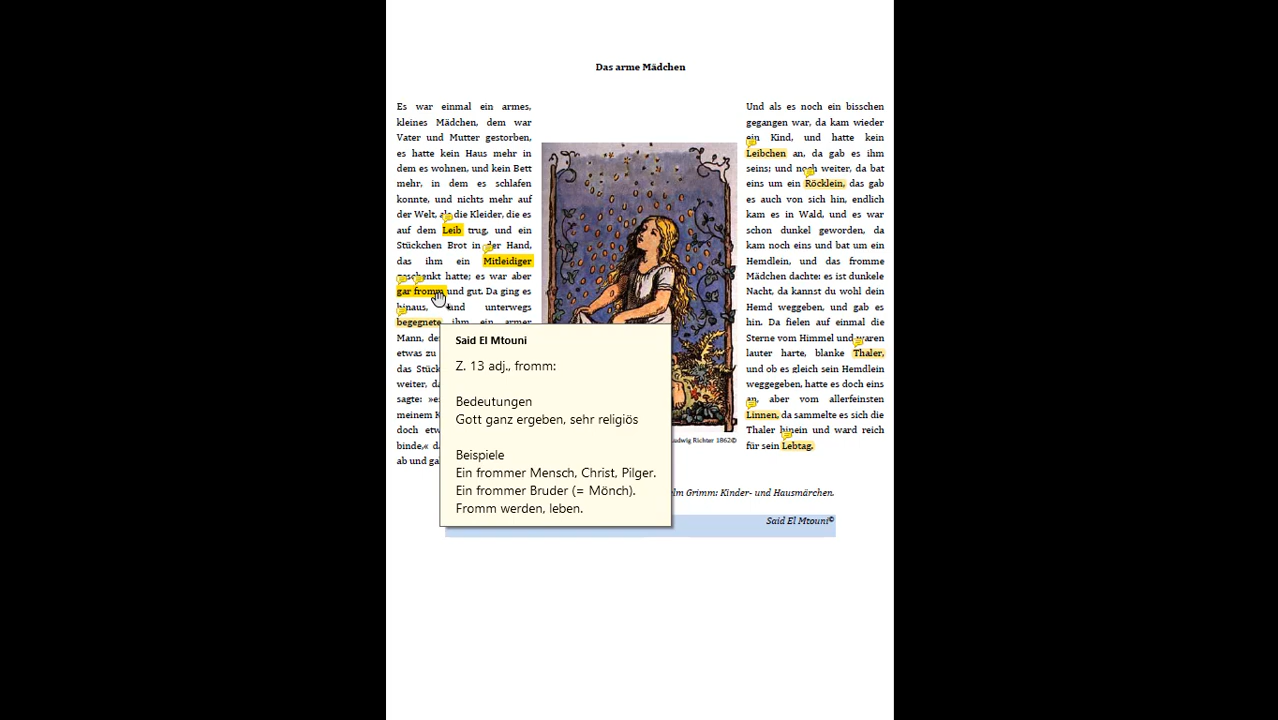 Das arme Mädchen
Es war einmal ein armes,
kleines Mädchen, dem war
Vater und Mutter gestorben,
es hatte kein Haus mehr in
dem es wohnen, und kein Bett
mehr, in dem es schlafen
konnte, und nichts mehr auf
der Welt, als die Kleider, die es
auf dem Leib trug, und ein
Stückchen Brot in der Hand,
das ihm ein Mitleidiger
geschenkt hatte; es war aber
gar fromm und gut. Da ging es
hinaus, und unterwegs
begegnete ihm ein armer
Mann, de
etwas zu
das Stück
weiter, da
sagte: »e
meinem K
doch etw
binde,« d
ab und ga
Said El Mtouni
Z. 13 adj., fromm:
Bedeutungen
Gott ganz ergeben, sehr religiös
Beispiele
Ein frommer Mensch, Christ, Pilger.
Ein frommer Bruder (= Mönch).
Fromm werden, leben.
Ludwig Richter 1862©
Und als es noch ein bisschen
gegangen war, da kam wieder
ein Kind, und hatte kein
Leibchen an, da gab es ihm
seins; und noch weiter, da bat
eins um ein Röcklein, das gab
es auch von sich hin, endlich
kam es in Wald, und es war
schon dunkel geworden, da
kam noch eins und bat um ein
Hemdlein, und das fromme
Mädchen dachte: es ist dunkele
Nacht, da kannst du wohl dein
Hemd weggeben, und gab es
hin. Da fielen auf einmal die
Sterne vom Himmel und waren
lauter harte, blanke Thaler,
und ob es gleich sein Hemdlein
weggegeben, hatte es doch eins
an, aber vom allerfeinsten
Linnen, da sammelte es sich die
Thaler hinein und ward reich
für sein Lebtag.
elm Grimm: Kinder- und Hausmärchen.
Said El Mtouni©